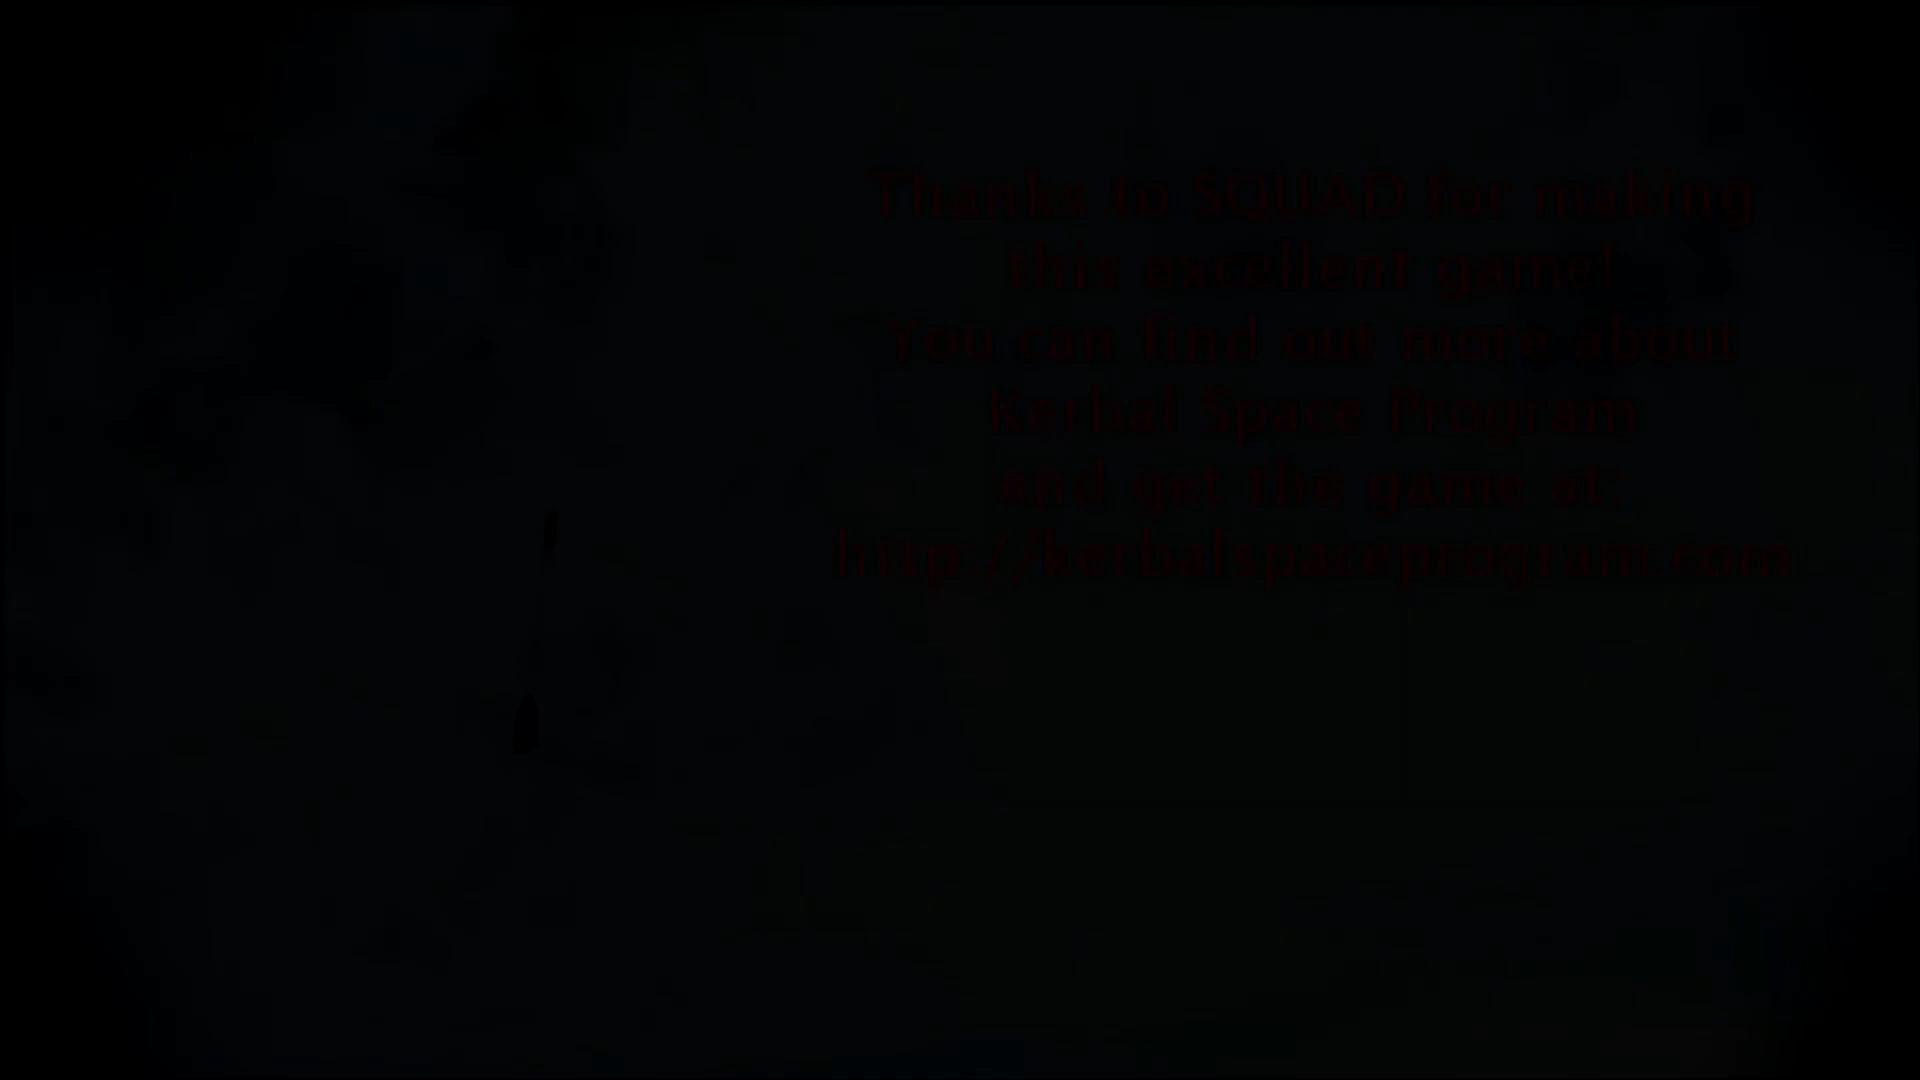 Thanks to SQUAD for making
this excellent game!
You can find out more about
Kerbal Space Program
and get the game at:
http://kerbalspaceprogram.com